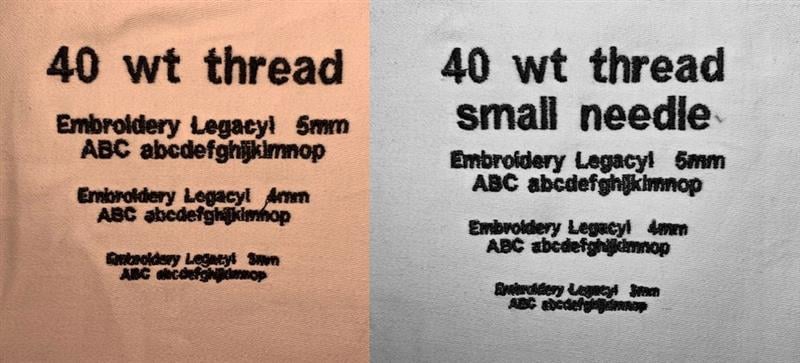 40 wt thread
Embroidery Legacy! 5mm
ABC abcdefghijklmnop
Embroidery Legacy! 4mm
ABC abcdefghijklmnop
Embroidery Legacy! 3mm
ABC abcdefghijklmnop
40 wt thread
small needle
Embroidery Legacy! 5mm
ABC abcdefghijklmnop
Embroidery Legacy! 4mm
ABC abcdefghijklmnop
Embroidery Legacy! 3mm
ABC abcdefghijklmnop